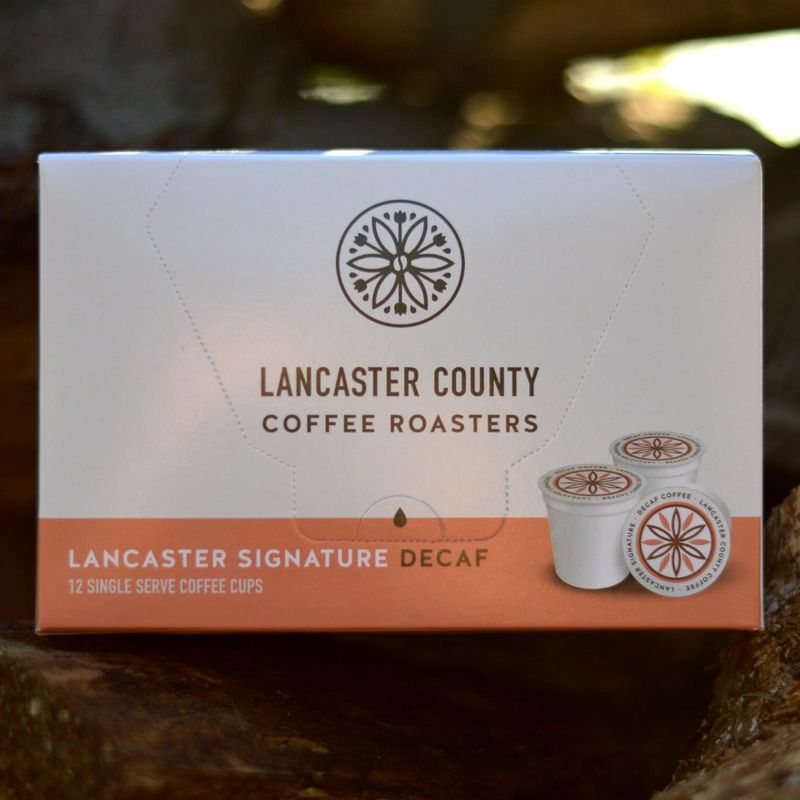 LANCASTER COUNTY
COFFEE ROASTERS
LANCASTER SIGNATURE DECAF
12 SINGLE SERVE COFFEE CUPS
LANCASTER SIGNATURE · DECAF COFFEE · LANCASTER COUNTY COFFEE ·